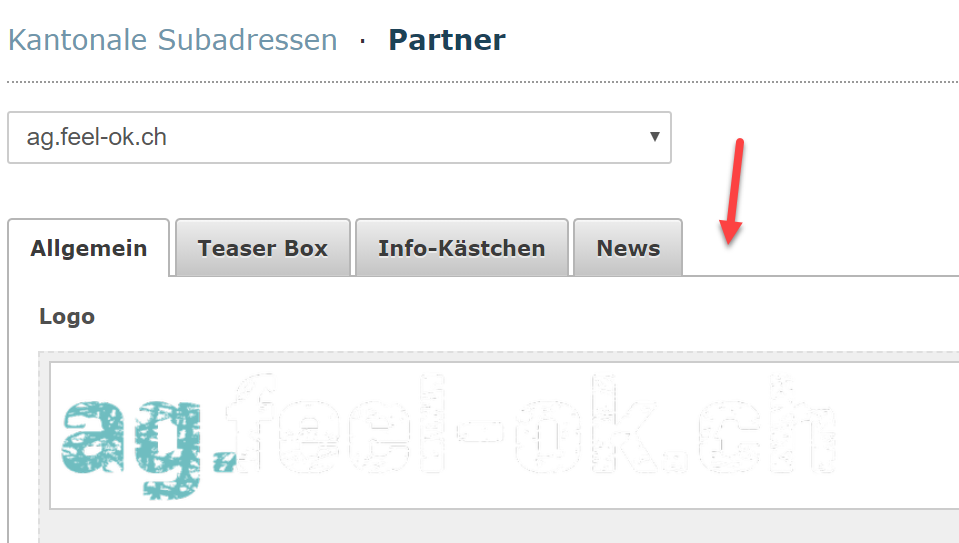 Kantonale Subadressen · Partner
ag.feel-ok.ch
Allgemein Teaser Box Info-Kästchen News
Logo
ag.feel-ok.ch